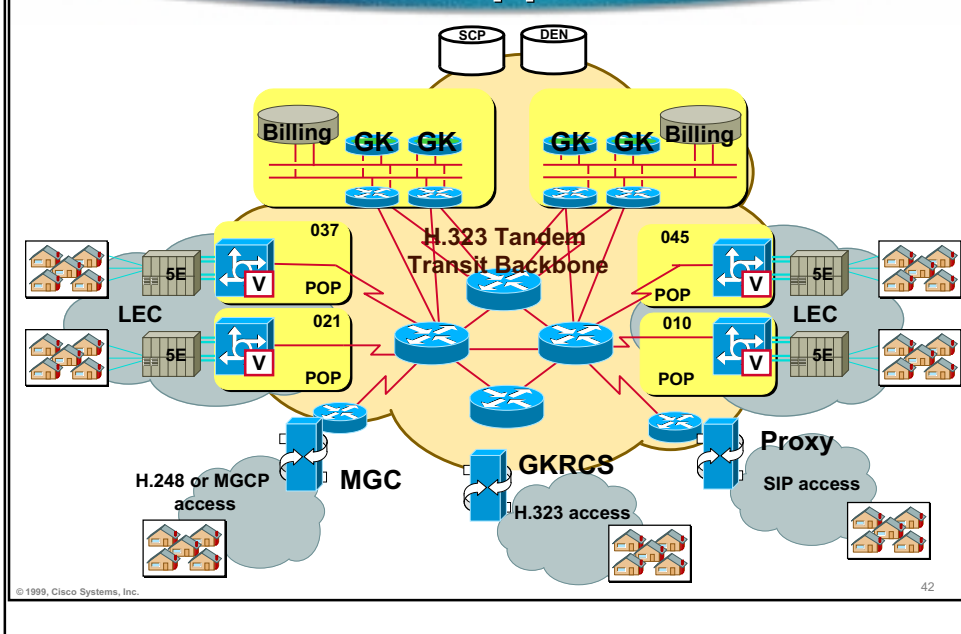 SCP
DEN
Billing
GK
GK
GK
GK
Billing
037
POP
V
5E
LEC
021
POP
V
5E
H.323 Tandem
Transit Backbone
045
POP
V
5E
LEC
010
POP
V
5E
MGC
H.248 or MGCP
access
GKRCS
H.323 access
Proxy
SIP access
© 1999, Cisco Systems, Inc.
42